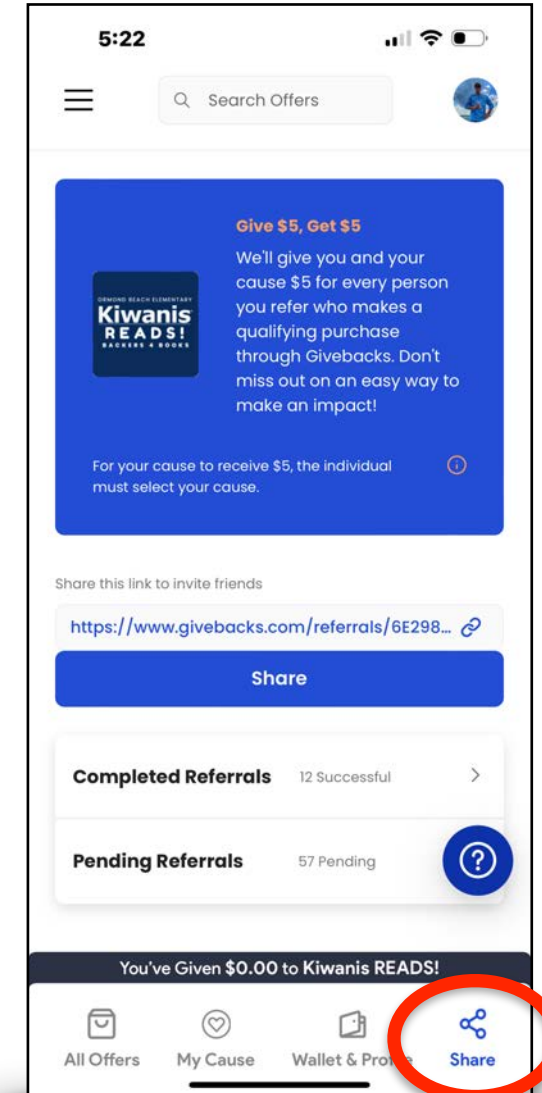 5:22
Search Offers
Give $5, Get $5
We'll give you and your
cause $5 for every person
you refer who makes a
qualifying purchase
through Givebacks. Don't
miss out on an easy way to
make an impact!
ORMOND BEACH ELEMENTARY
Kiwanis
READS!
BACKERS 4 BOOKS
For your cause to receive $5, the individual
must select your cause.
Share this link to invite friends
https://www.givebacks.com/referrals/6E298...
Share
Completed Referrals 12 Successful
Pending Referrals 57 Pending
You've Given $0.00 to Kiwanis READS!
All Offers My Cause Wallet & Profile Share